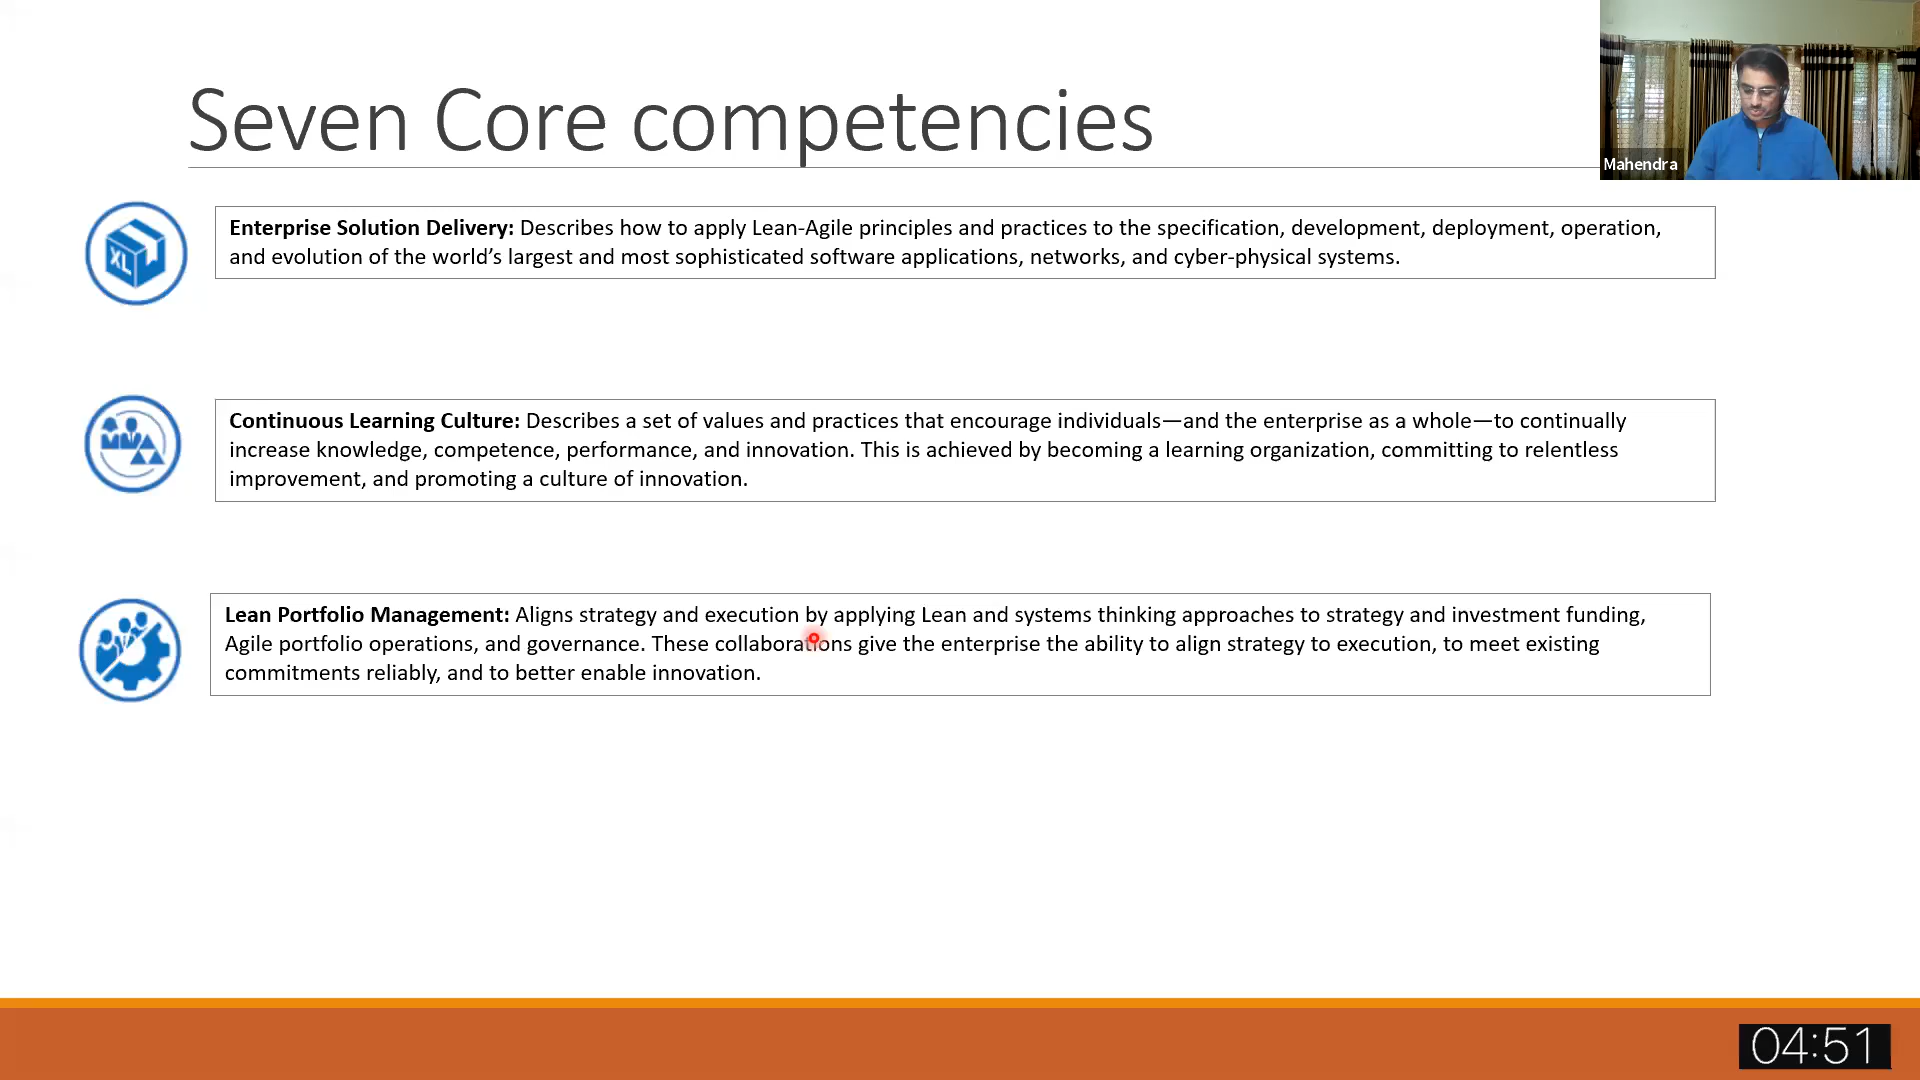 Seven Core competencies
Mahendra
XL
Enterprise Solution Delivery: Describes how to apply Lean-Agile principles and practices to the specification, development, deployment, operation,
and evolution of the world’s largest and most sophisticated software applications, networks, and cyber-physical systems.
Continuous Learning Culture: Describes a set of values and practices that encourage individuals—and the enterprise as a whole—to continually
increase knowledge, competence, performance, and innovation. This is achieved by becoming a learning organization, committing to relentless
improvement, and promoting a culture of innovation.
Lean Portfolio Management: Aligns strategy and execution by applying Lean and systems thinking approaches to strategy and investment funding,
Agile portfolio operations, and governance. These collaborations give the enterprise the ability to align strategy to execution, to meet existing
commitments reliably, and to better enable innovation.
04:51